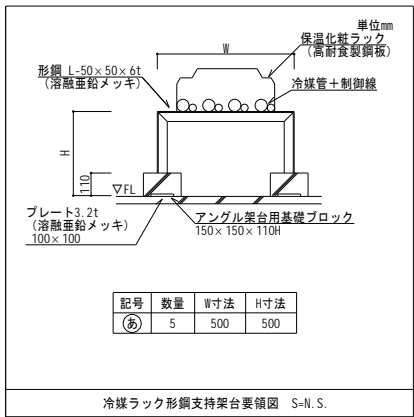 単位mm
W
保温化粧ラック
(高耐食製鋼板)
形鋼 L-50×50×6t
(溶融亜鉛メッキ)
冷媒管+制御線
H
110
▽FL
プレート3.2t
(溶融亜鉛メッキ)
100×100
アングル架台用基礎ブロック
150×150×110H
記号 数量 W寸法 H寸法
あ 5 500 500
冷媒ラック形鋼支持架台要領図 S=N.S.